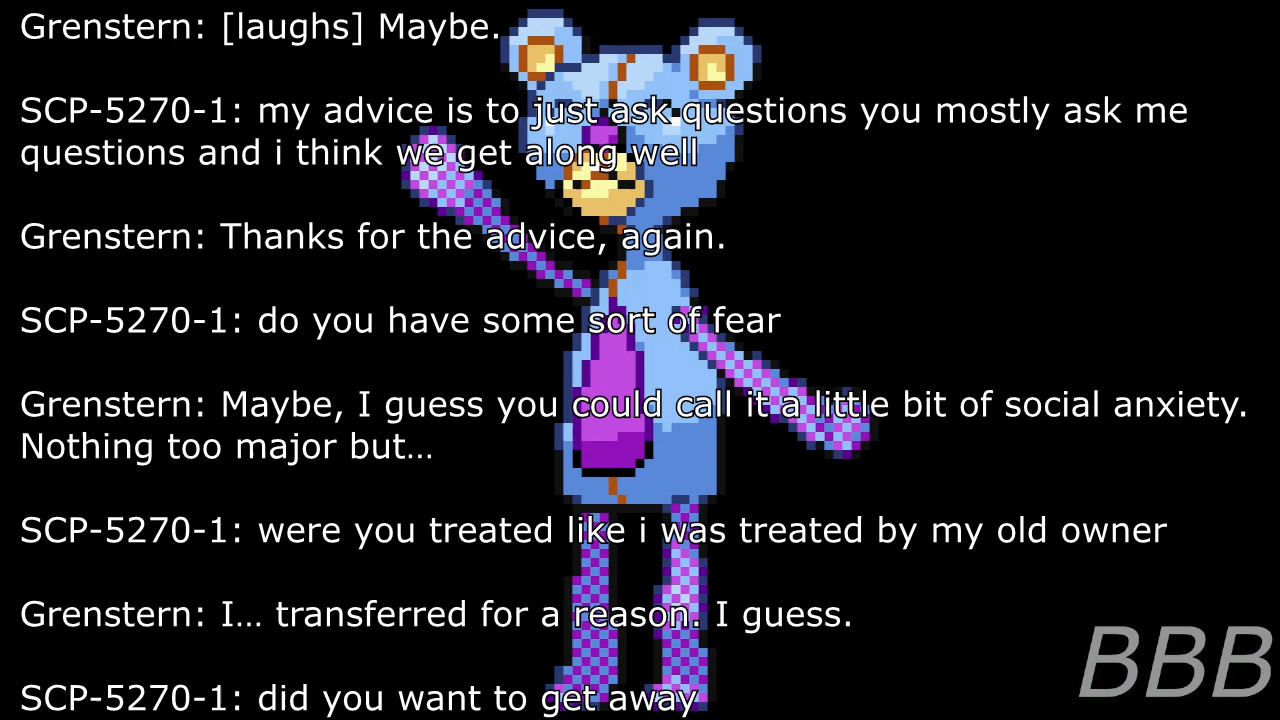 Grenstern: [laughs] Maybe.
SCP-5270-1: my advice is to just ask questions you mostly ask me
questions and i think we get along well
Grenstern: Thanks for the advice, again.
SCP-5270-1: do you have some sort of fear
Grenstern: Maybe, I guess you could call it a little bit of social anxiety.
Nothing too major but…
SCP-5270-1: were you treated like i was treated by my old owner
Grenstern: I… transferred for a reason. I guess.
SCP-5270-1: did you want to get away
BBB